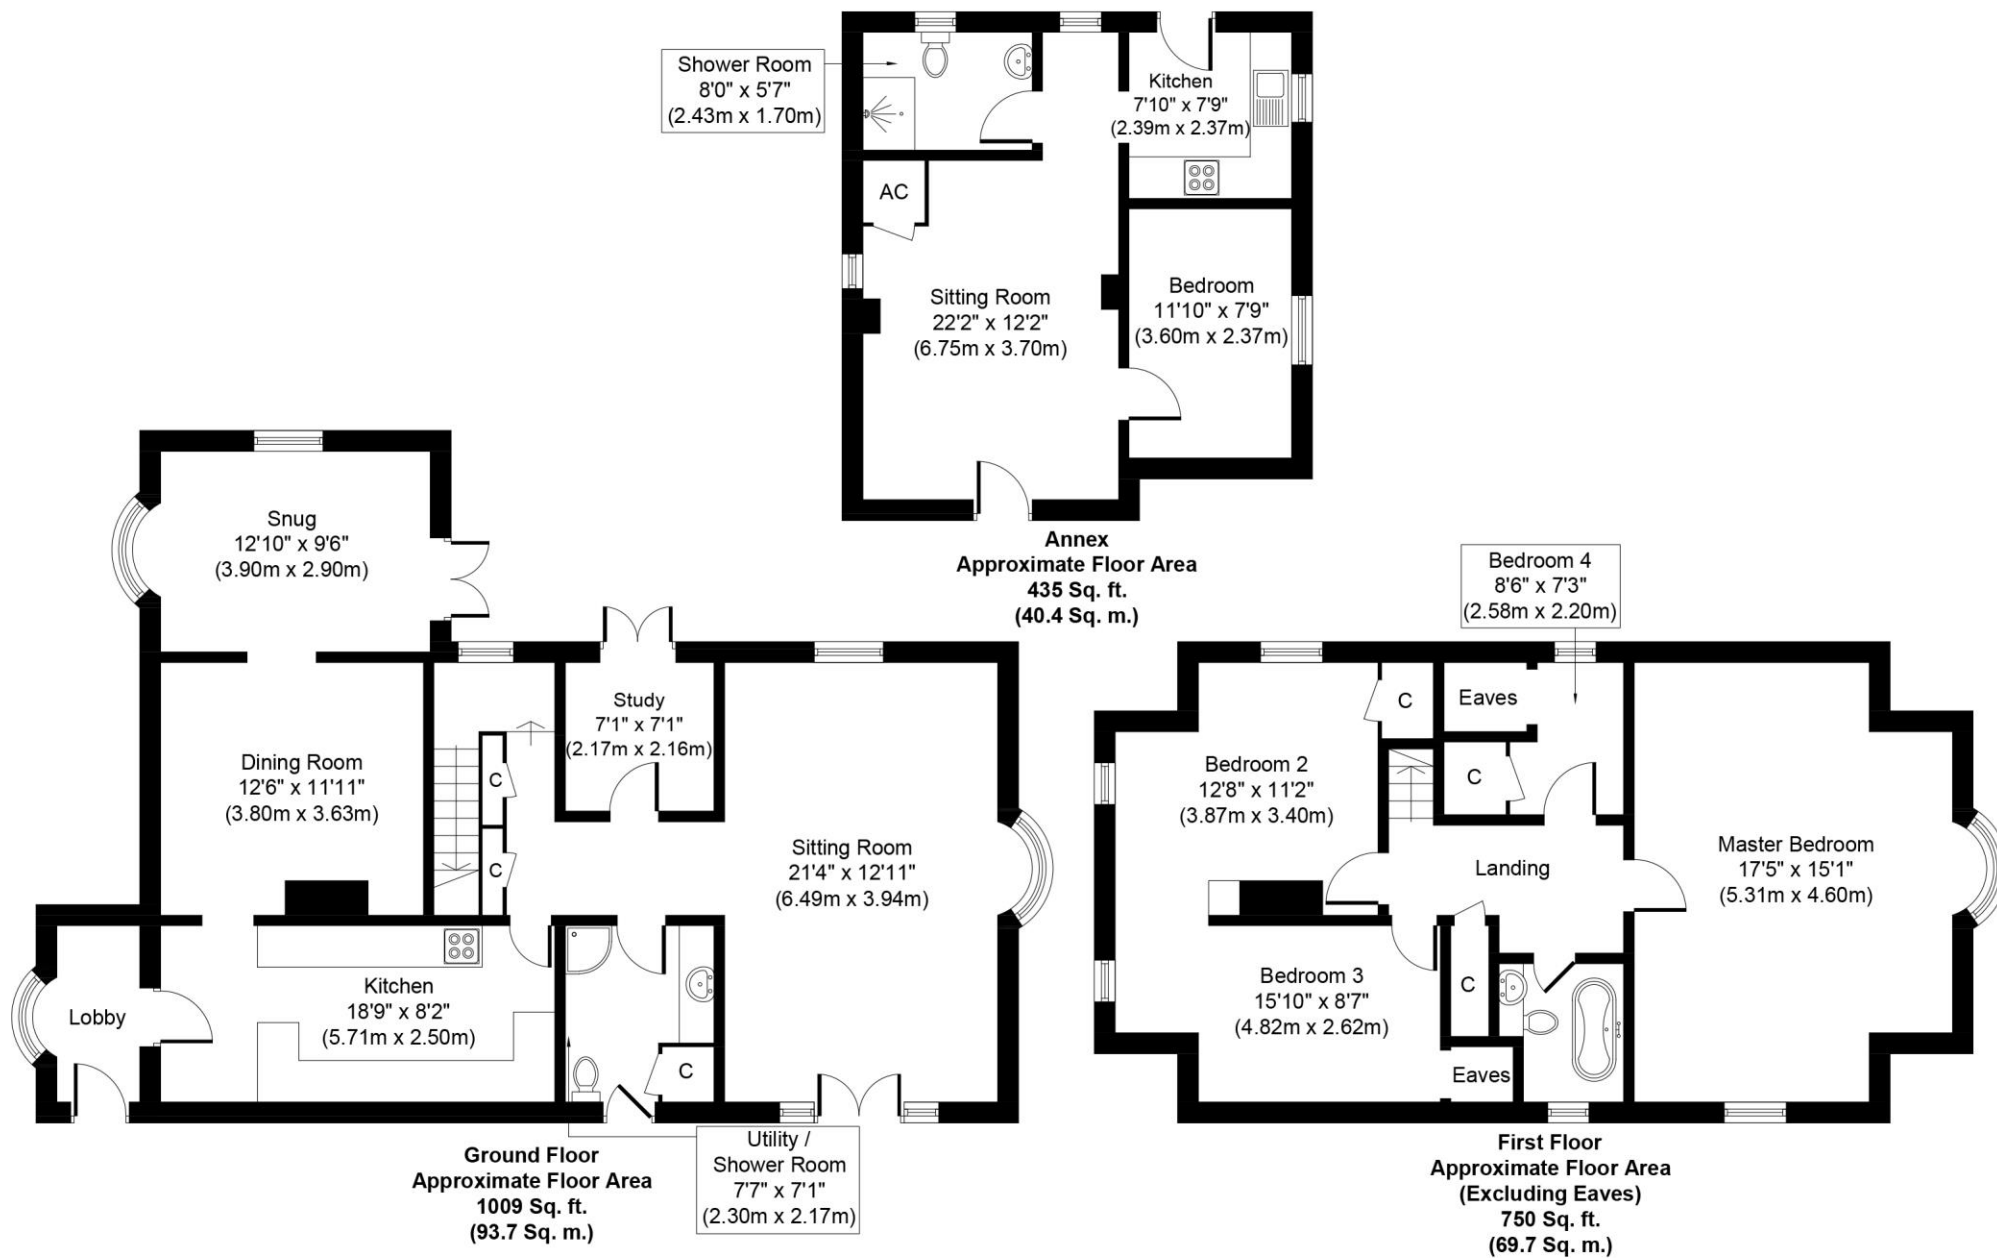 Shower Room
8'0" x 5'7"
(2.43m x 1.70m)
Kitchen
7'10" x 7'9"
(2.39m x 2.37m)
AC
Sitting Room
22'2" x 12'2"
(6.75m x 3.70m)
Bedroom
11'10" x 7'9"
(3.60m x 2.37m)
Annex
Approximate Floor Area
435 Sq. ft.
(40.4 Sq. m.)
Snug
12'10" x 9'6"
(3.90m x 2.90m)
Study
7'1" x 7'1"
(2.17m x 2.16m)
Dining Room
12'6" x 11'11"
(3.80m x 3.63m)
C
C
Sitting Room
21'4" x 12'11"
(6.49m x 3.94m)
Lobby
Kitchen
18'9" x 8'2"
(5.71m x 2.50m)
C
Utility /
Shower Room
7'7" x 7'1"
(2.30m x 2.17m)
Ground Floor
Approximate Floor Area
1009 Sq. ft.
(93.7 Sq. m.)
Bedroom 4
8'6" x 7'3"
(2.58m x 2.20m)
C
Eaves
C
Bedroom 2
12'8" x 11'2"
(3.87m x 3.40m)
Landing
Master Bedroom
17'5" x 15'1"
(5.31m x 4.60m)
Bedroom 3
15'10" x 8'7"
(4.82m x 2.62m)
C
Eaves
First Floor
Approximate Floor Area
(Excluding Eaves)
750 Sq. ft.
(69.7 Sq. m.)